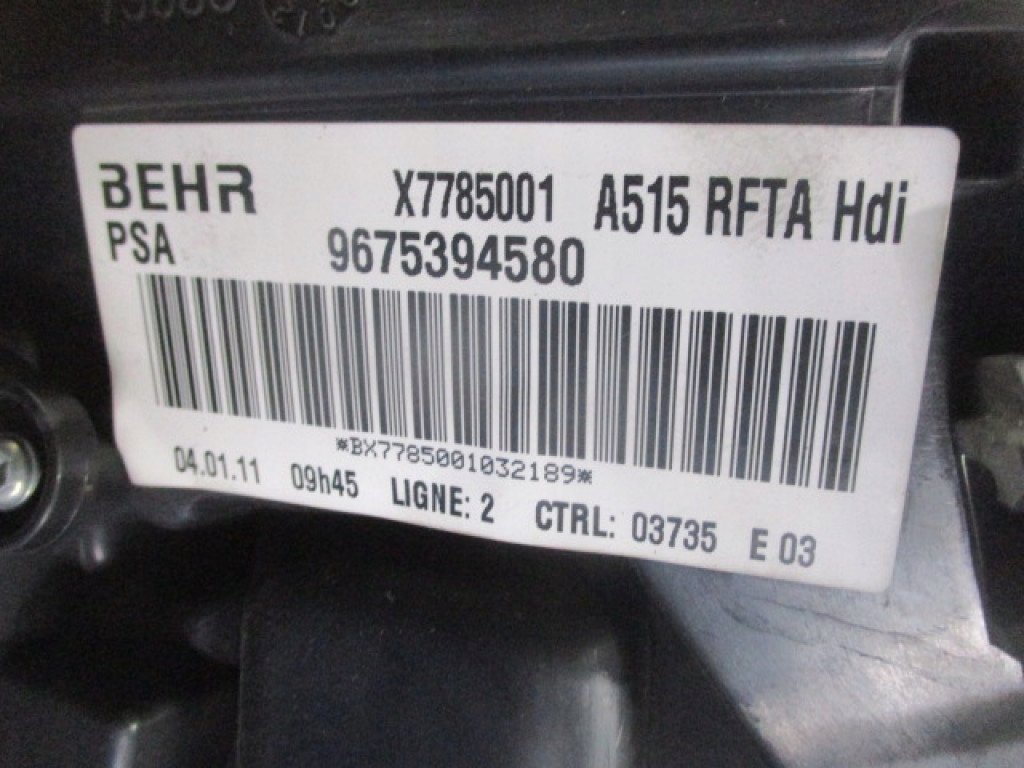 BEHR X7785001 A515 RFTA Hdi
PSA 9675394580
*BX7785001032189*
04.01.11 09h45 LIGNE: 2 CTRL: 03735 E 03